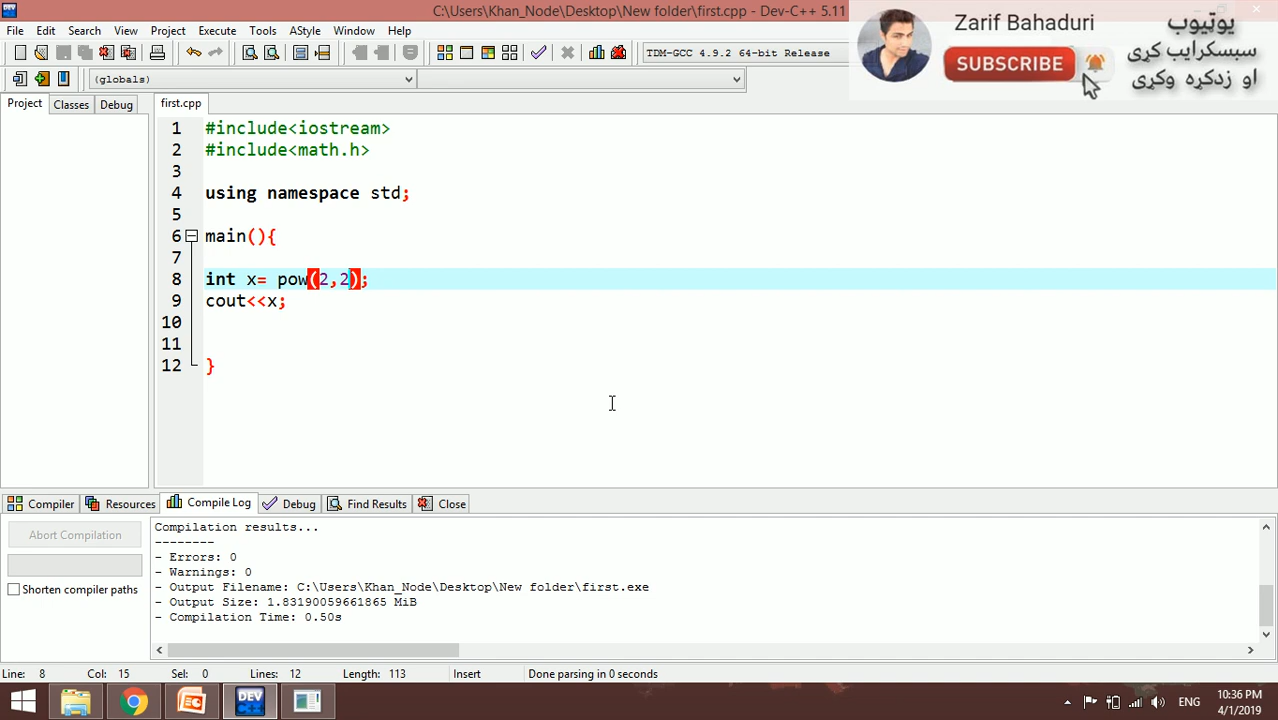 C:\Users\Khan_Node\Desktop\New folder\first.cpp - Dev-C++ 5.11
File Edit Search View Project Execute Tools AStyle Window Help
TDM-GCC 4.9.2 64-bit Release
(globals)
Zarif Bahaduri
SUBSCRIBE
یوټیوب
سبسکرایب کړی
او زدکړه وکړی
Project Classes Debug
first.cpp
1 #include<iostream>
2 #include<math.h>
3
4 using namespace std;
5
6 main(){
7
8 int x= pow(2,2);
9 cout<<x;
10
11
12 }
Compiler Resources Compile Log Debug Find Results Close
Abort Compilation
Shorten compiler paths
Compilation results...
--------
- Errors: 0
- Warnings: 0
- Output Filename: C:\Users\Khan_Node\Desktop\New folder\first.exe
- Output Size: 1.83190059661865 MiB
- Compilation Time: 0.50s
Line: 8 Col: 15 Sel: 0 Lines: 12 Length: 113 Insert Done parsing in 0 seconds
DEV
ENG
10:36 PM
4/1/2019